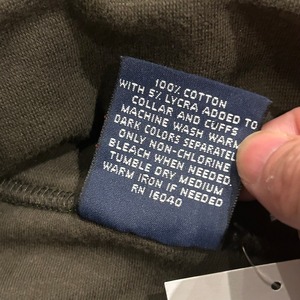 100% COTTON
WITH 5% LYCRA ADDED TO
COLLAR AND CUFFS
MACHINE WASH WARM
DARK COLORS SEPARATELY
ONLY NON-CHLORINE
BLEACH WHEN NEEDED.
TUMBLE DRY MEDIUM
WARM IRON IF NEEDED
RN 16040